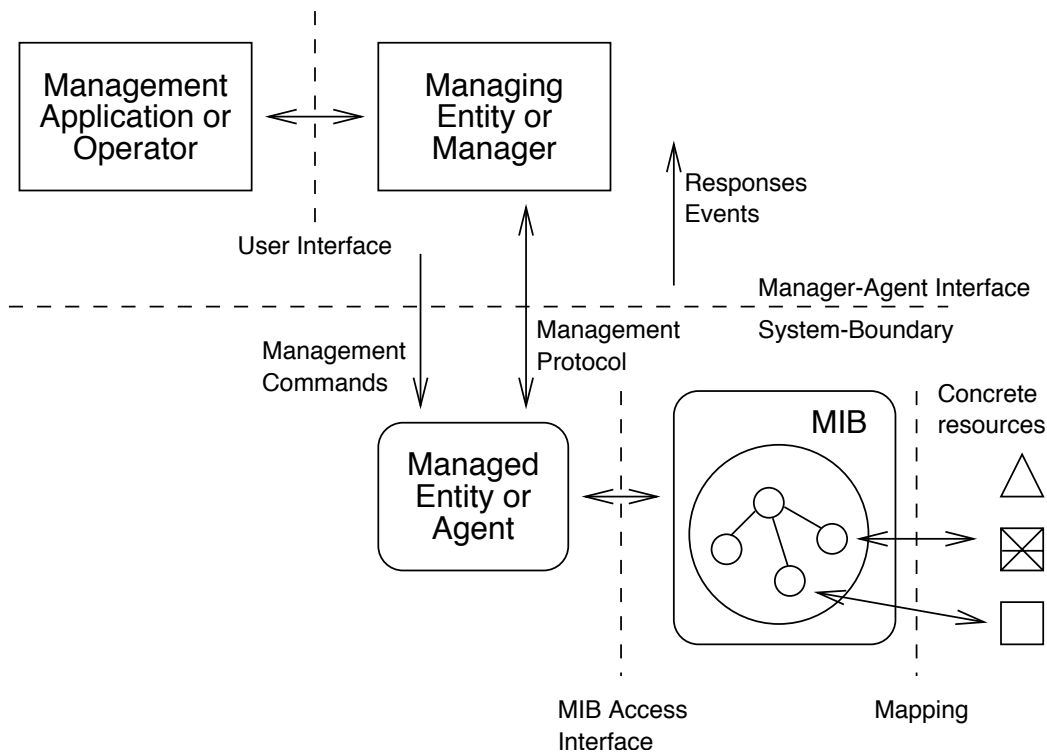 Management
Application or
Operator
Managing
Entity or
Manager
Responses
Events
User Interface
Manager-Agent Interface
System-Boundary
Management
Commands
Management
Protocol
Concrete
resources
MIB
Managed
Entity or
Agent
MIB Access
Interface
Mapping